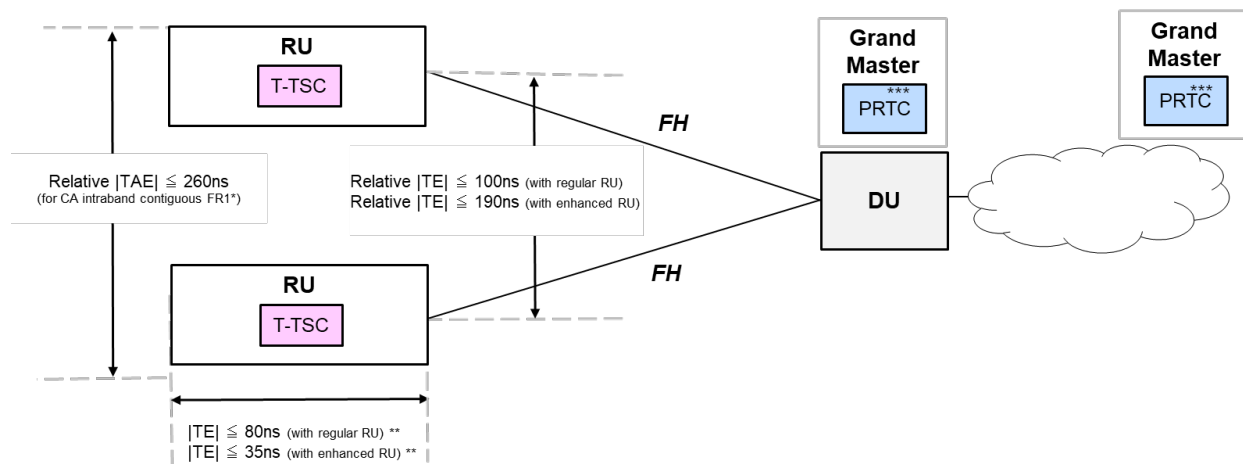 RU
T-TSC
Relative |TAE| ≦ 260ns
(for CA intraband contiguous FR1*)
Relative |TE| ≦ 100ns (with regular RU)
Relative |TE| ≦ 190ns (with enhanced RU)
RU
T-TSC
|TE| ≦ 80ns (with regular RU) **
|TE| ≦ 35ns (with enhanced RU) **
FH
FH
Grand
Master
***
PRTC
DU
Grand
Master
***
PRTC